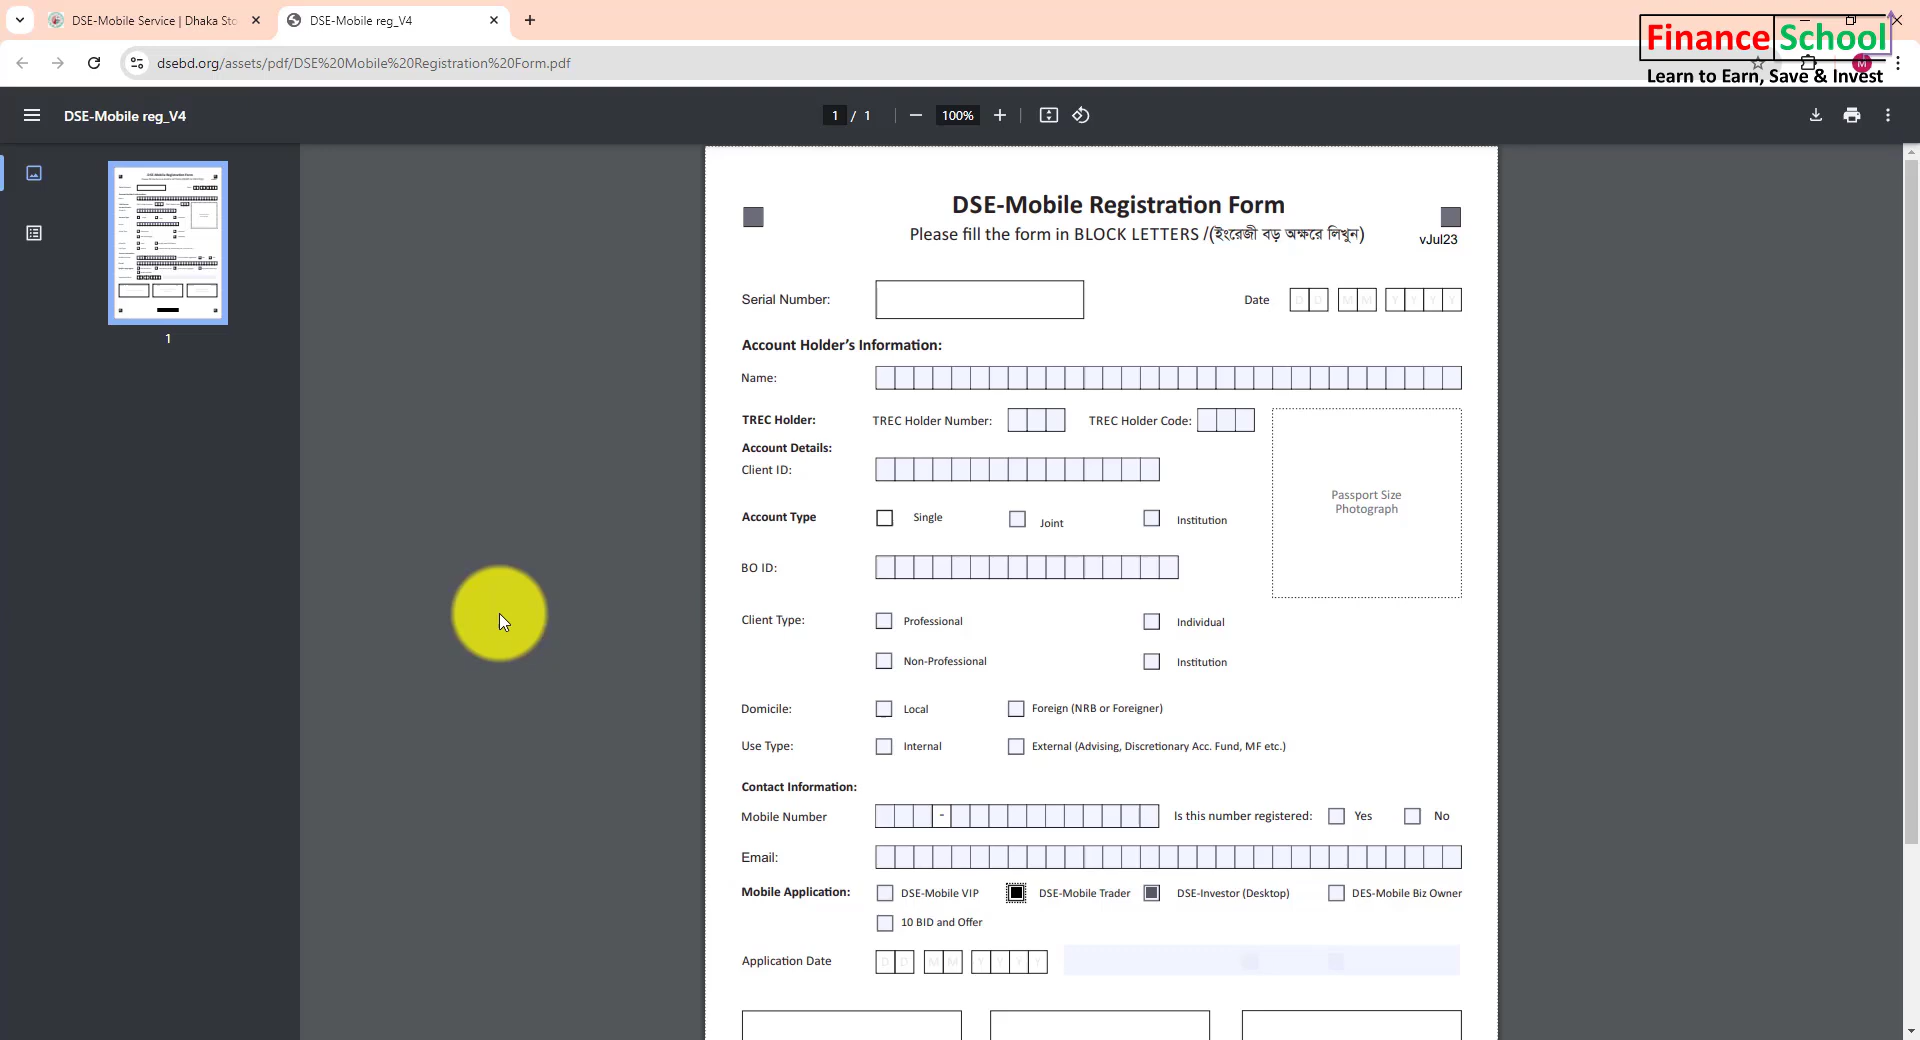 DSE-Mobile Service | Dhaka Sto
DSE-Mobile reg_V4
Finance School
Learn to Earn, Save & Invest
dsebd.org/assets/pdf/DSE%20Mobile%20Registration%20Form.pdf
M
DSE-Mobile reg_V4
1 / 1
100%
1
DSE-Mobile Registration Form
Please fill the form in BLOCK LETTERS /(ইংরেজী বড় অক্ষরে লিখুন)
vJul23
Serial Number:
Date D D M M Y Y Y Y
Account Holder's Information:
Name:
TREC Holder: TREC Holder Number: TREC Holder Code:
Account Details:
Client ID:
Passport Size
Photograph
Account Type Single Joint Institution
BO ID:
Client Type: Professional Individual
Non-Professional Institution
Domicile: Local Foreign (NRB or Foreigner)
Use Type: Internal External (Advising, Discretionary Acc. Fund, MF etc.)
Contact Information:
Mobile Number - Is this number registered: Yes No
Email:
Mobile Application: DSE-Mobile VIP DSE-Mobile Trader DSE-Investor (Desktop) DES-Mobile Biz Owner
10 BID and Offer
Application Date D D M M Y Y Y Y